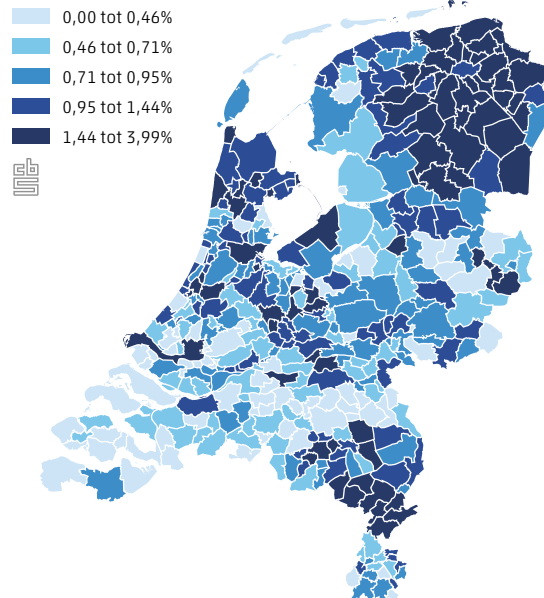 0,00 tot 0,46%
0,46 tot 0,71%
0,71 tot 0,95%
0,95 tot 1,44%
1,44 tot 3,99%
cbs